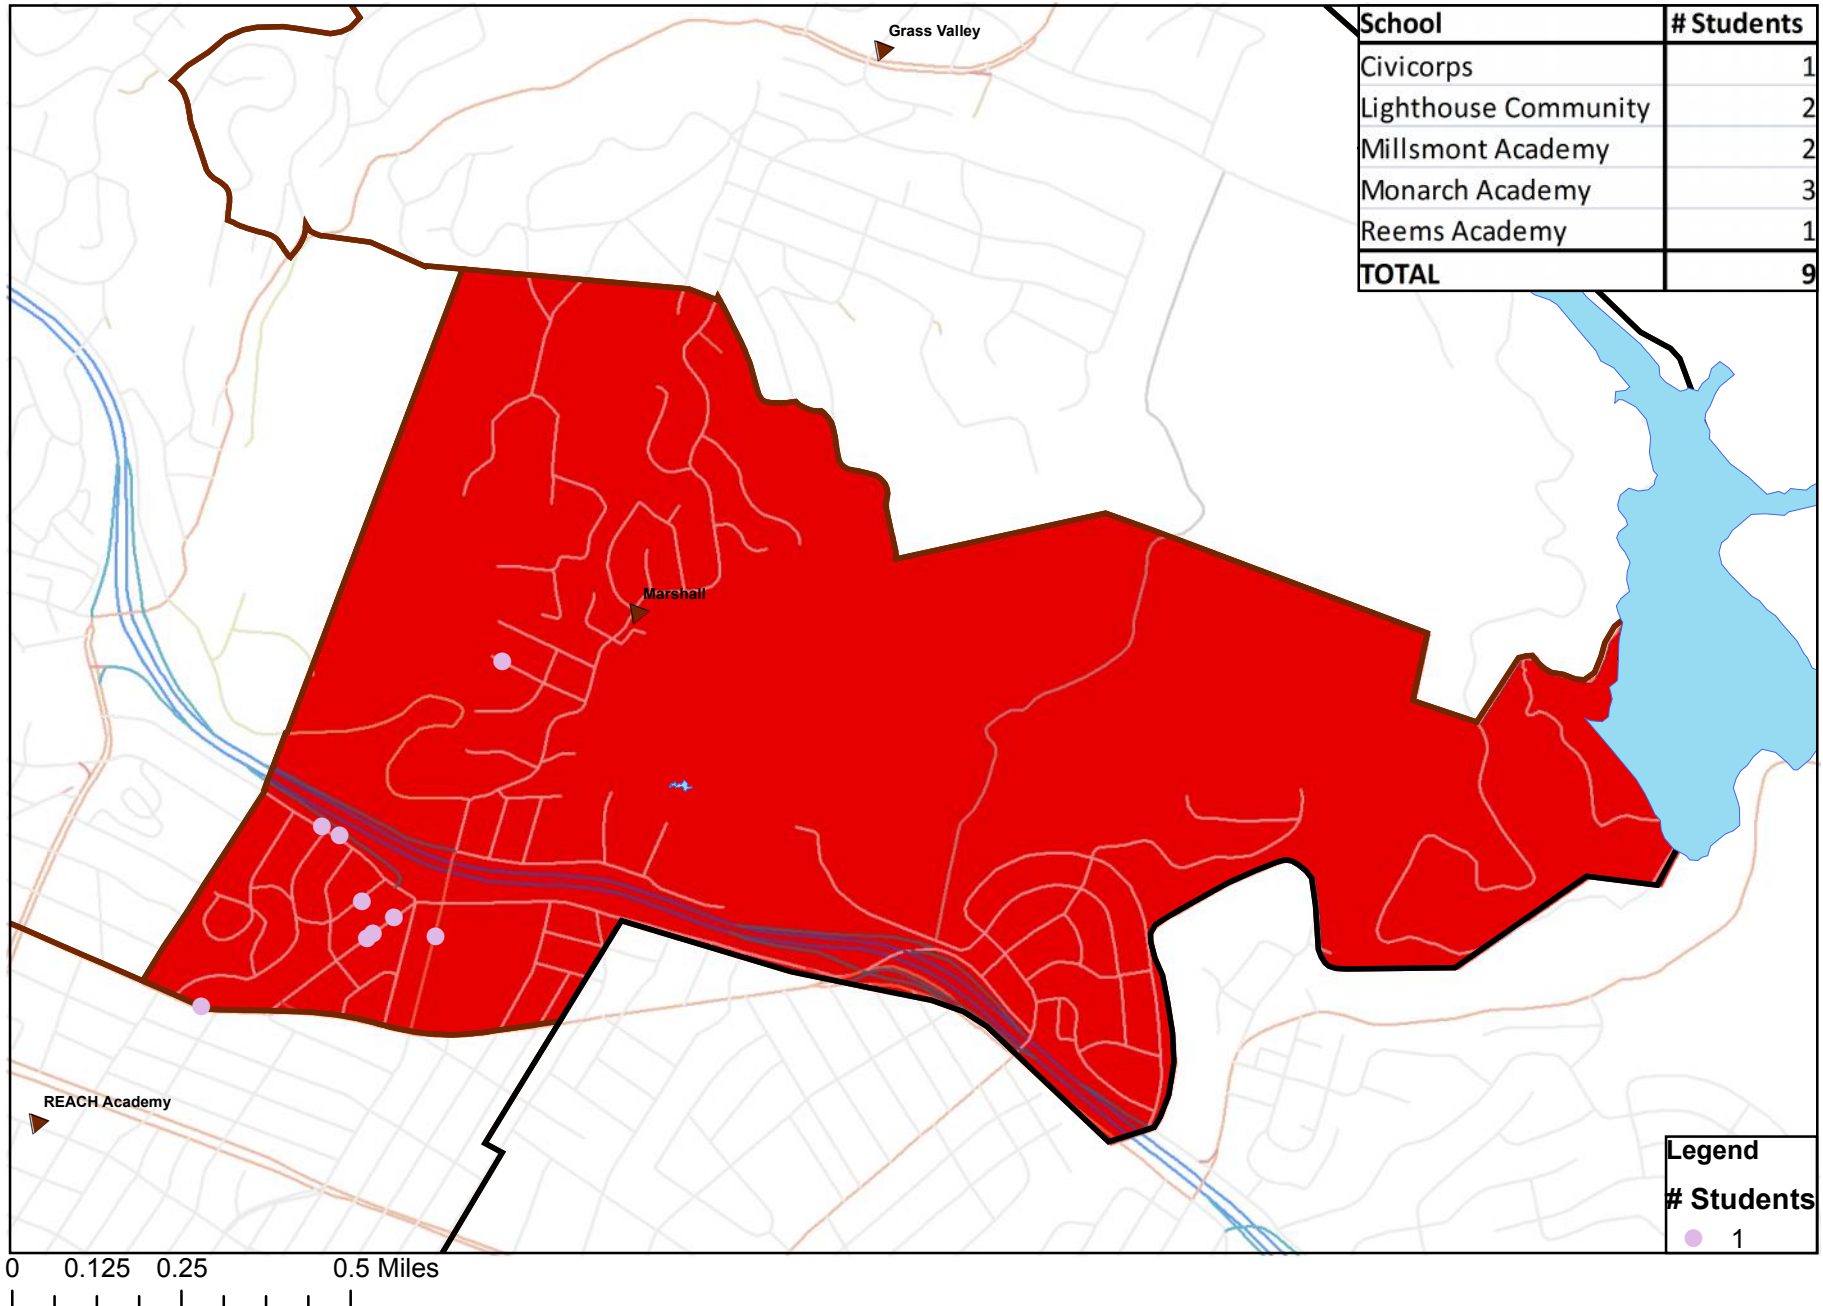 Grass Valley
School # Students
Civicorps 1
Lighthouse Community 2
Millsmont Academy 2
Monarch Academy 3
Reems Academy 1
TOTAL 9
Marshall
REACH Academy
Legend
# Students
1
0 0.125 0.25 0.5 Miles